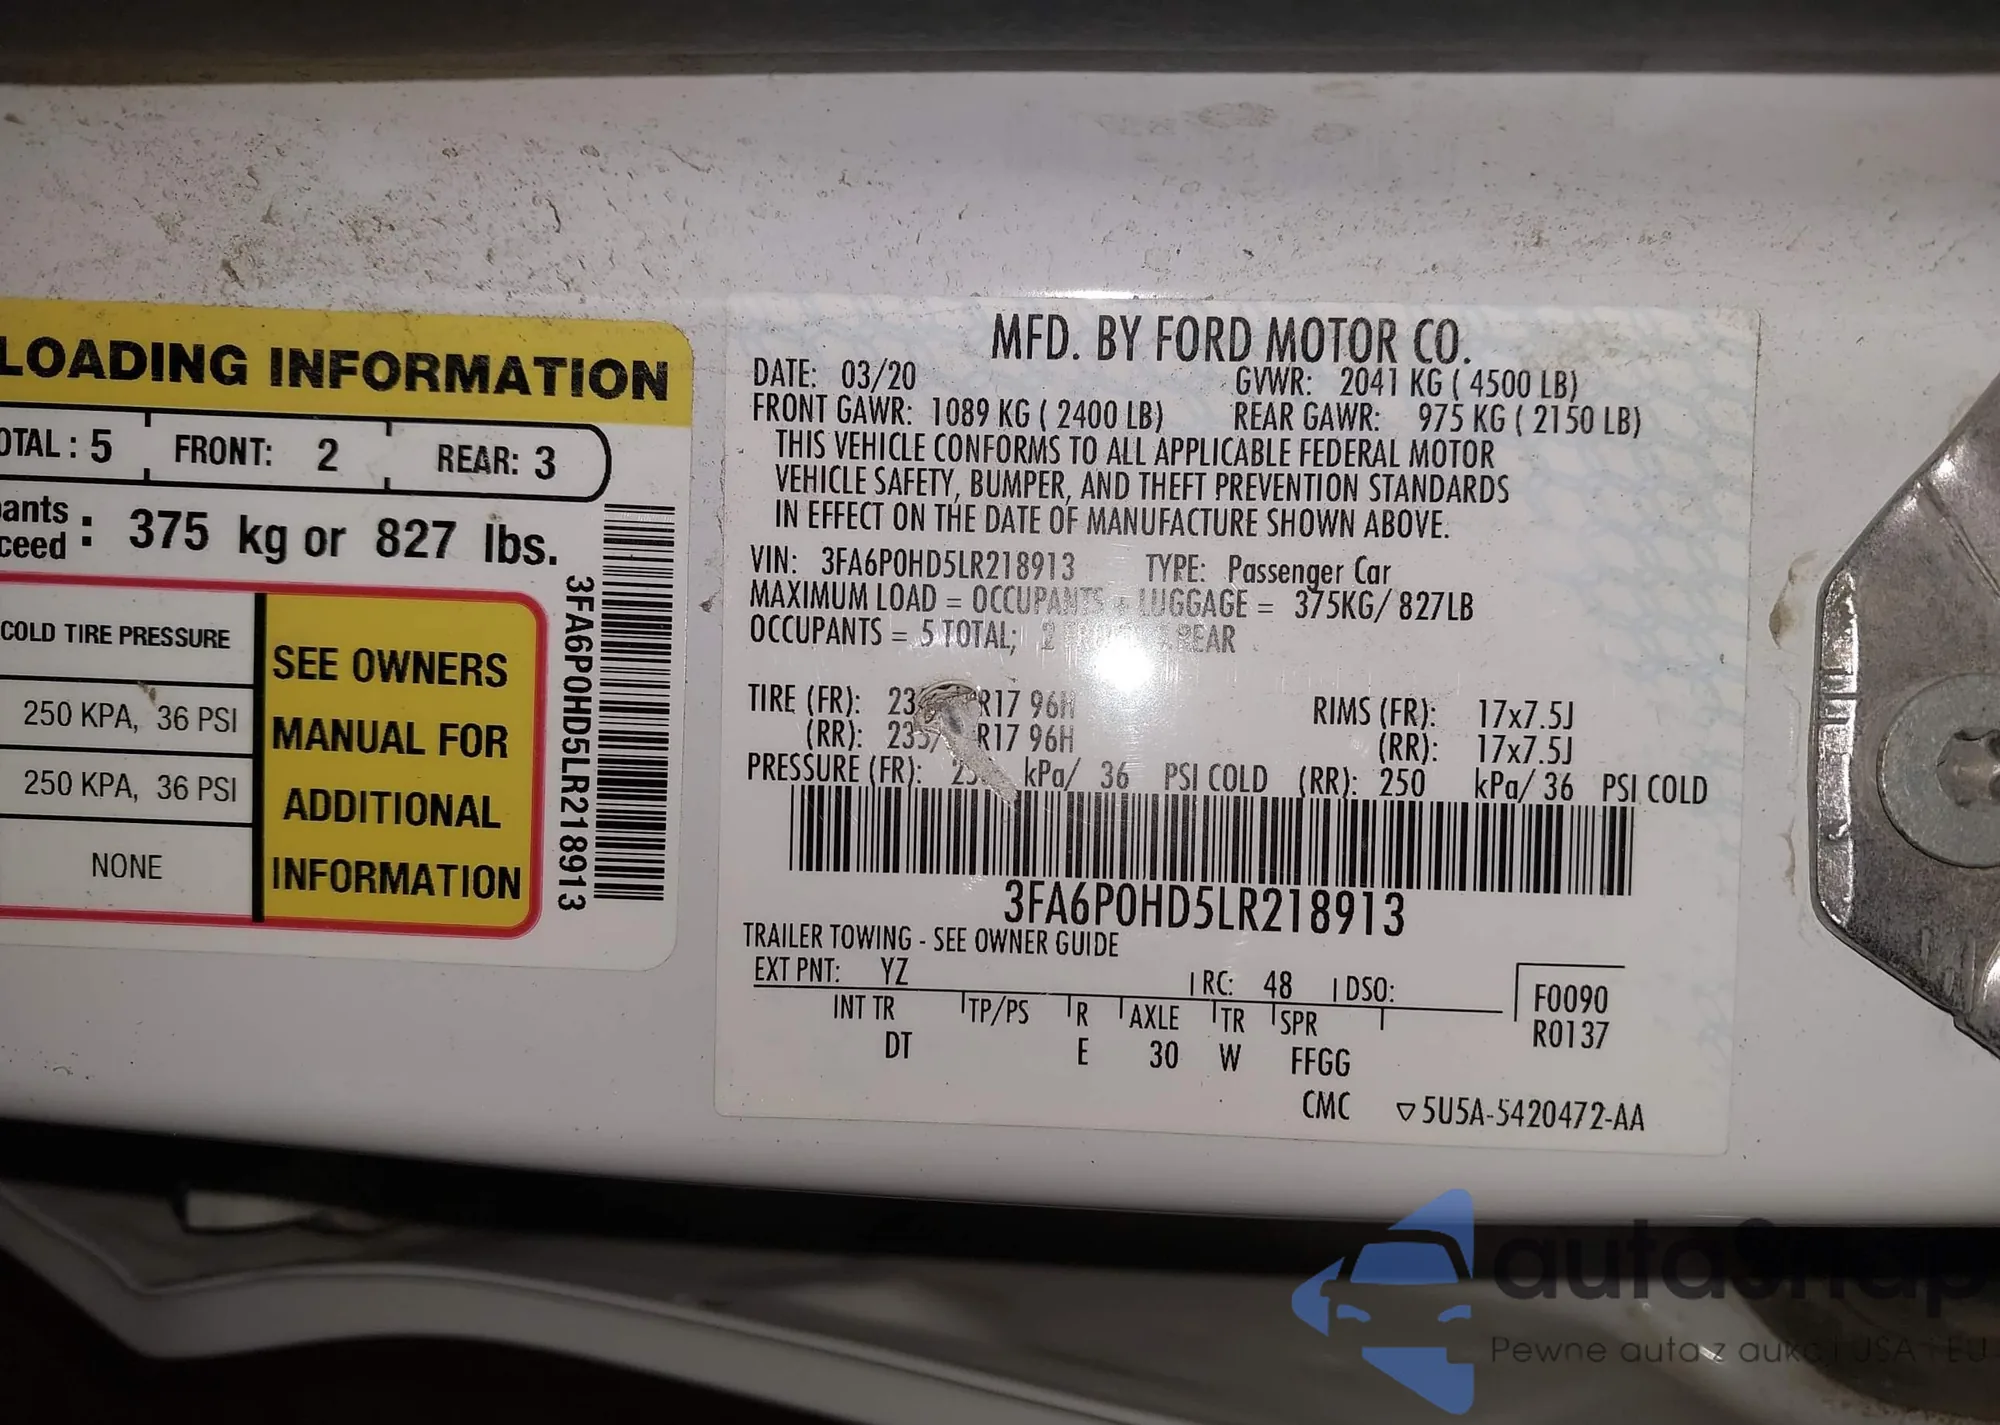 LOADING INFORMATION
OTAL : 5 FRONT: 2 REAR: 3
pants
ceed : 375 kg or 827 lbs.
COLD TIRE PRESSURE
250 KPA, 36 PSI
250 KPA, 36 PSI
NONE
SEE OWNERS
MANUAL FOR
ADDITIONAL
INFORMATION
3FA6P0HD5LR218913
MFD. BY FORD MOTOR CO.
DATE: 03/20 GVWR: 2041 KG ( 4500 LB)
FRONT GAWR: 1089 KG ( 2400 LB) REAR GAWR: 975 KG ( 2150 LB)
THIS VEHICLE CONFORMS TO ALL APPLICABLE FEDERAL MOTOR
VEHICLE SAFETY, BUMPER, AND THEFT PREVENTION STANDARDS
IN EFFECT ON THE DATE OF MANUFACTURE SHOWN ABOVE.
VIN: 3FA6P0HD5LR218913 TYPE: Passenger Car
MAXIMUM LOAD = OCCUPANTS + LUGGAGE = 375KG/ 827LB
OCCUPANTS = 5 TOTAL; 2 REAR
TIRE (FR): R17 96H RIMS (FR): 17x7.5J
(RR): R17 96H (RR): 17x7.5J
PRESSURE (FR): kPa/ 36 PSI COLD (RR): 250 kPa/ 36 PSI COLD
3FA6P0HD5LR218913
TRAILER TOWING - SEE OWNER GUIDE
EXT PNT: YZ RC: 48 DSO:
INT TR TP/PS R AXLE TR SPR
DT E 30 W FFGG
F0090
R0137
CMC ▽5U5A-5420472-AA
autoSnap
Pewne auta z aukcji USA i EU